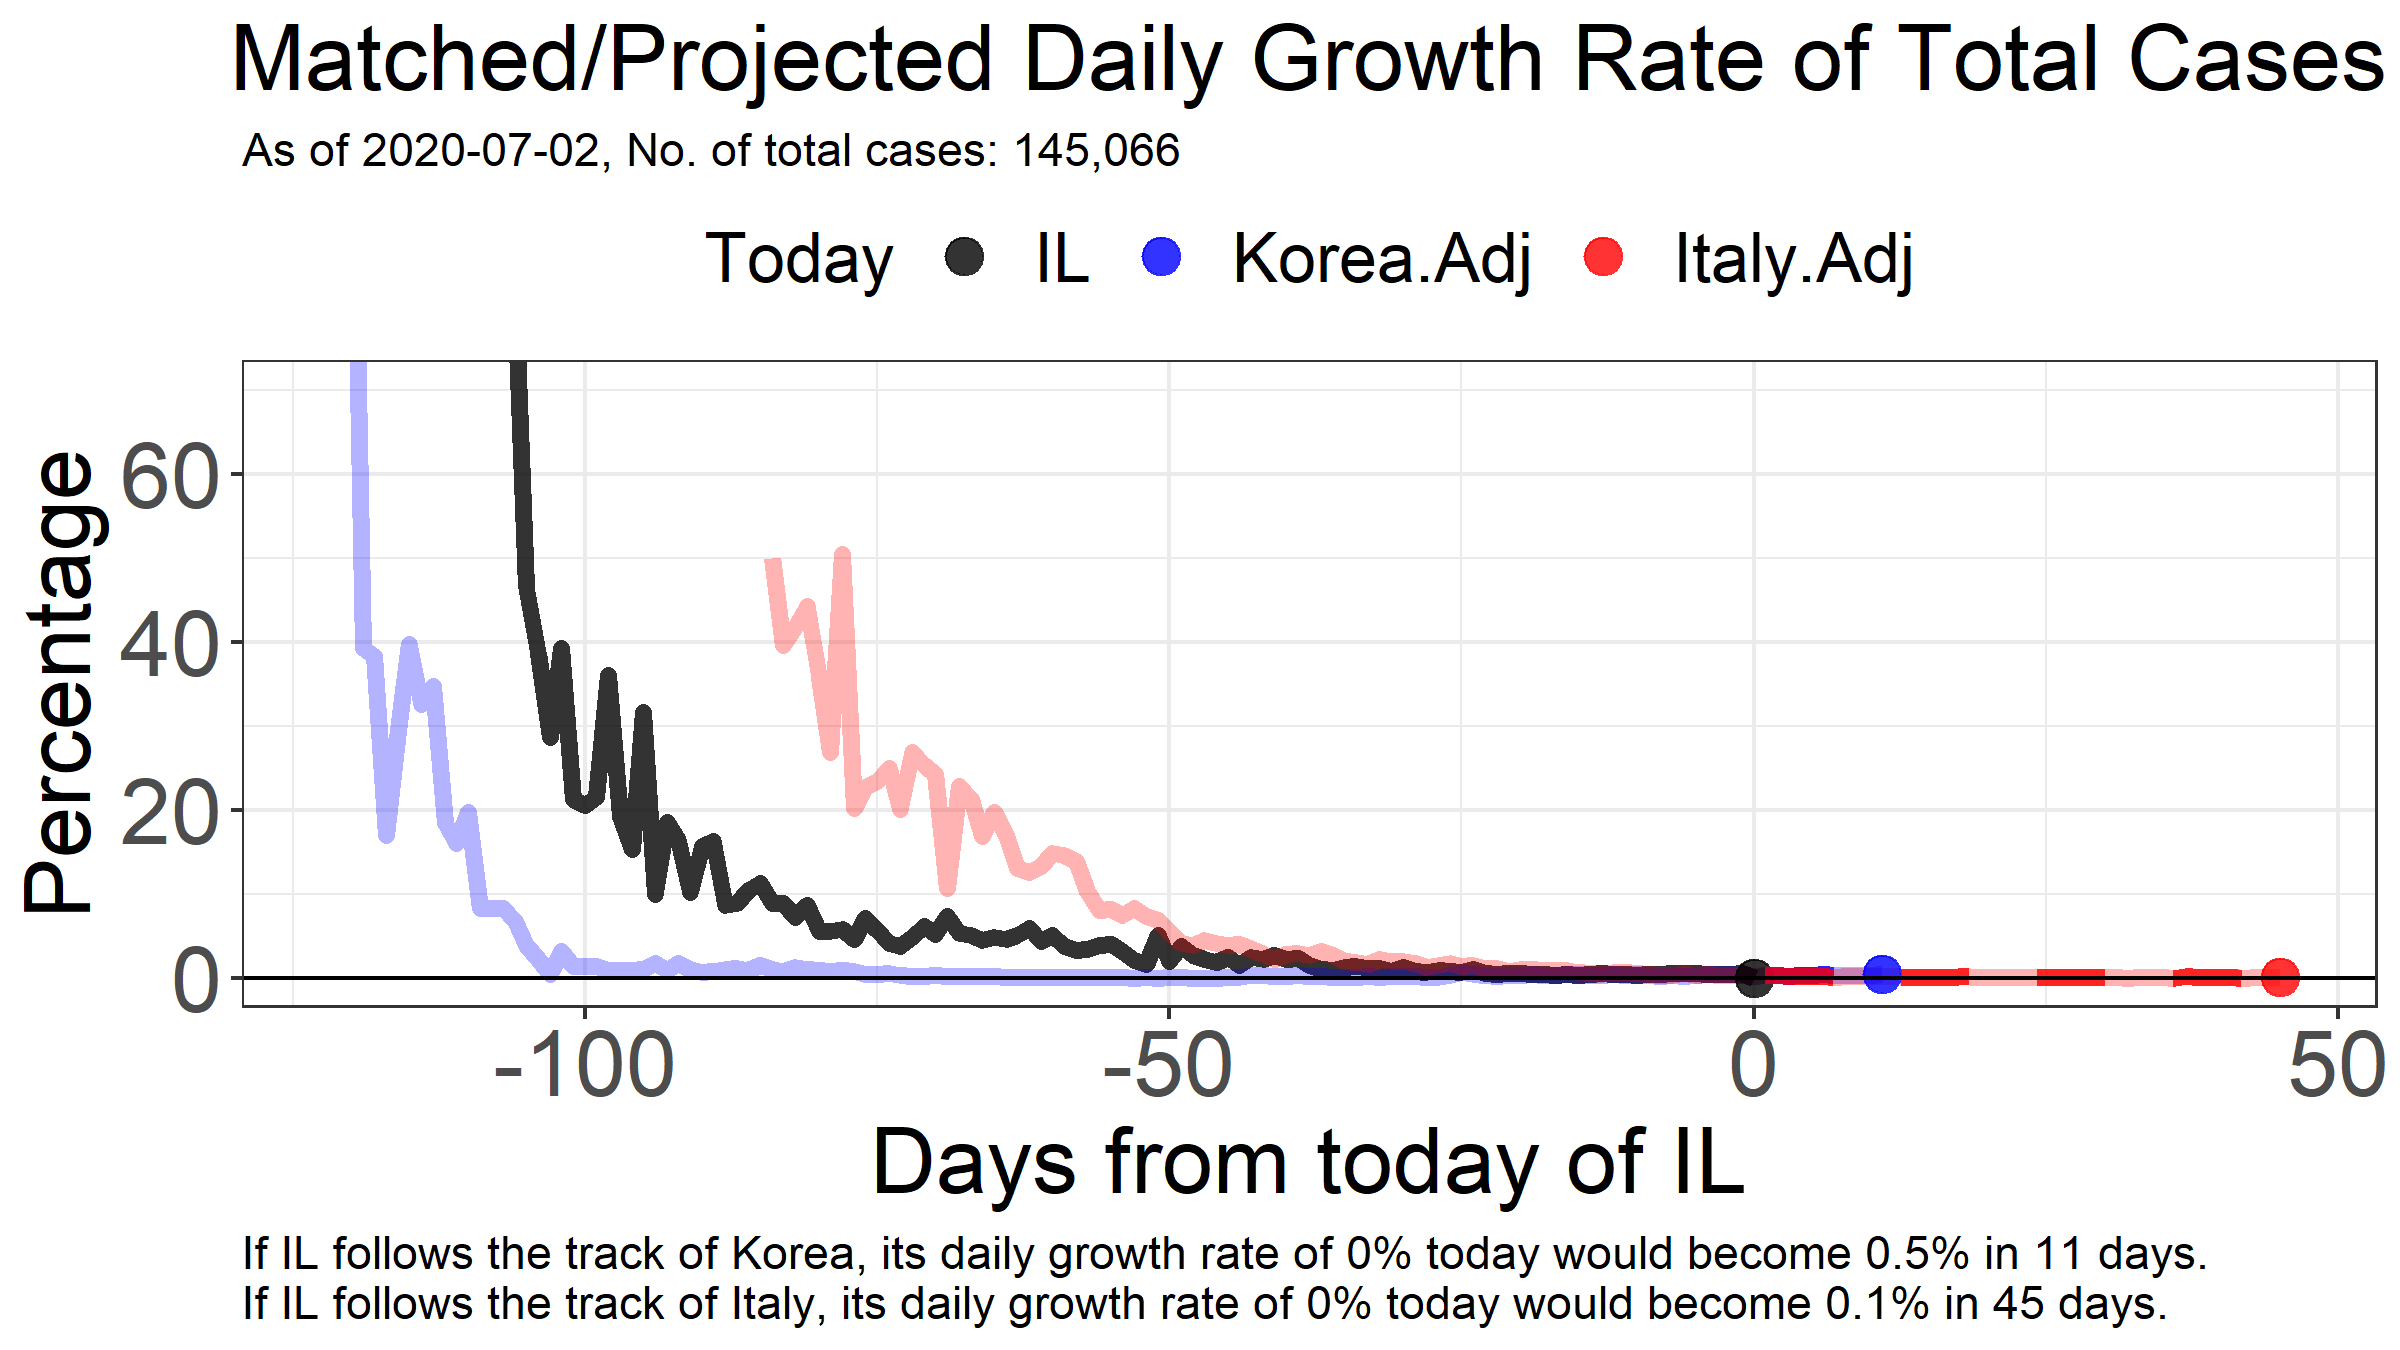 Matched/Projected Daily Growth Rate of Total Cases
As of 2020-07-02, No. of total cases: 145,066
Today IL Korea.Adj Italy.Adj
Percentage
60
40
20
0
-100 -50 0 50
Days from today of IL
If IL follows the track of Korea, its daily growth rate of 0% today would become 0.5% in 11 days.
If IL follows the track of Italy, its daily growth rate of 0% today would become 0.1% in 45 days.